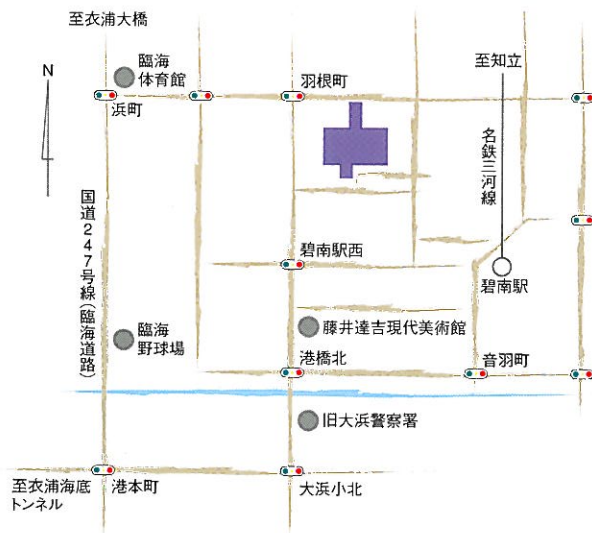 至衣浦大橋
臨海
体育館
羽根町
至知立
N
浜町
名鉄三河線
国道247号線(臨海道路)
碧南駅西
碧南駅
臨海
野球場
藤井達吉現代美術館
港橋北
音羽町
旧大浜警察署
至衣浦海底
トンネル
港本町
大浜小北